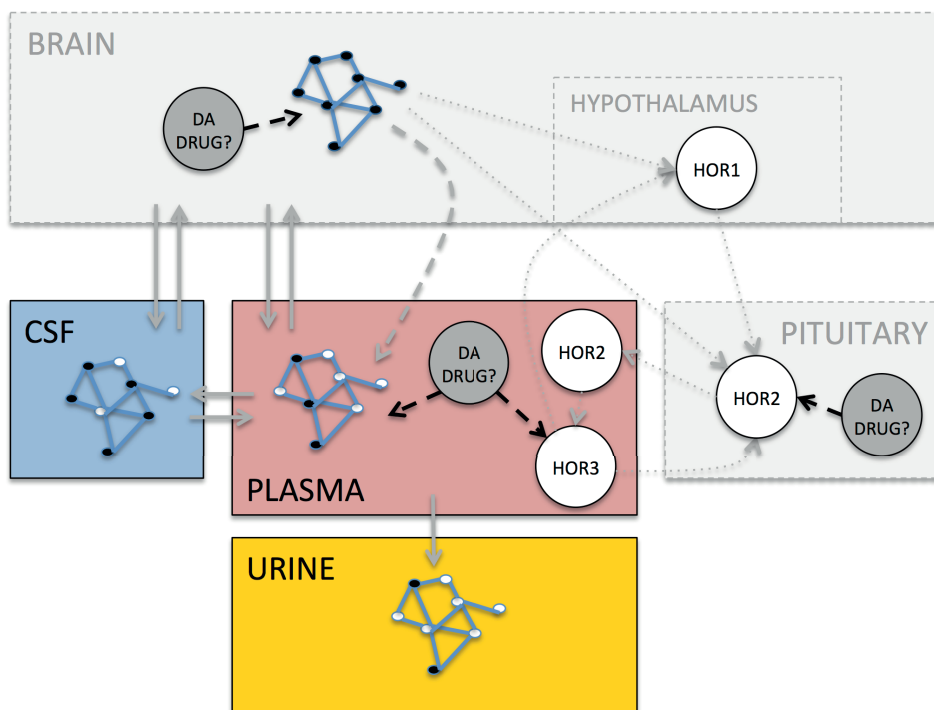 BRAIN
HYPOTHALAMUS
DA
DRUG?
HOR1
CSF
PLASMA
DA
DRUG?
HOR2
HOR3
PITUITARY
HOR2
DA
DRUG?
URINE